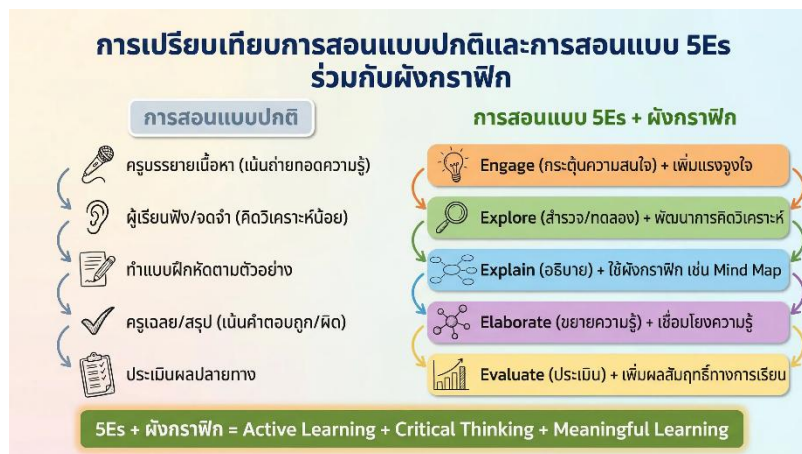 การเปรียบเทียบการสอนแบบปกติและการสอนแบบ 5Es
ร่วมกับผังกราฟิก
การสอนแบบปกติ
ครูบรรยายเนื้อหา (เน้นถ่ายทอดความรู้)
ผู้เรียนฟัง/จดจำ (คิดวิเคราะห์น้อย)
ทำแบบฝึกหัดตามตัวอย่าง
ครูเฉลย/สรุป (เน้นคำตอบถูก/ผิด)
ประเมินผลปลายทาง
การสอนแบบ 5Es + ผังกราฟิก
Engage (กระตุ้นความสนใจ) + เพิ่มแรงจูงใจ
Explore (สำรวจ/ทดลอง) + พัฒนาการคิดวิเคราะห์
Explain (อธิบาย) + ใช้ผังกราฟิก เช่น Mind Map
Elaborate (ขยายความรู้) + เชื่อมโยงความรู้
Evaluate (ประเมิน) + เพิ่มผลสัมฤทธิ์ทางการเรียน
5Es + ผังกราฟิก = Active Learning + Critical Thinking + Meaningful Learning